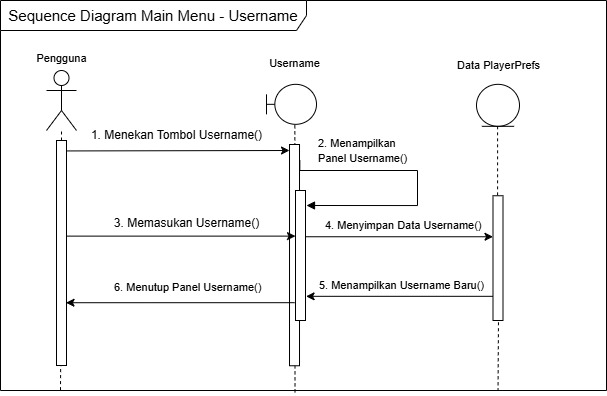 Sequence Diagram Main Menu - Username
Pengguna
Username
Data PlayerPrefs
1. Menekan Tombol Username()
2. Menampilkan
Panel Username()
3. Memasukan Username()
4. Menyimpan Data Username()
5. Menampilkan Username Baru()
6. Menutup Panel Username()